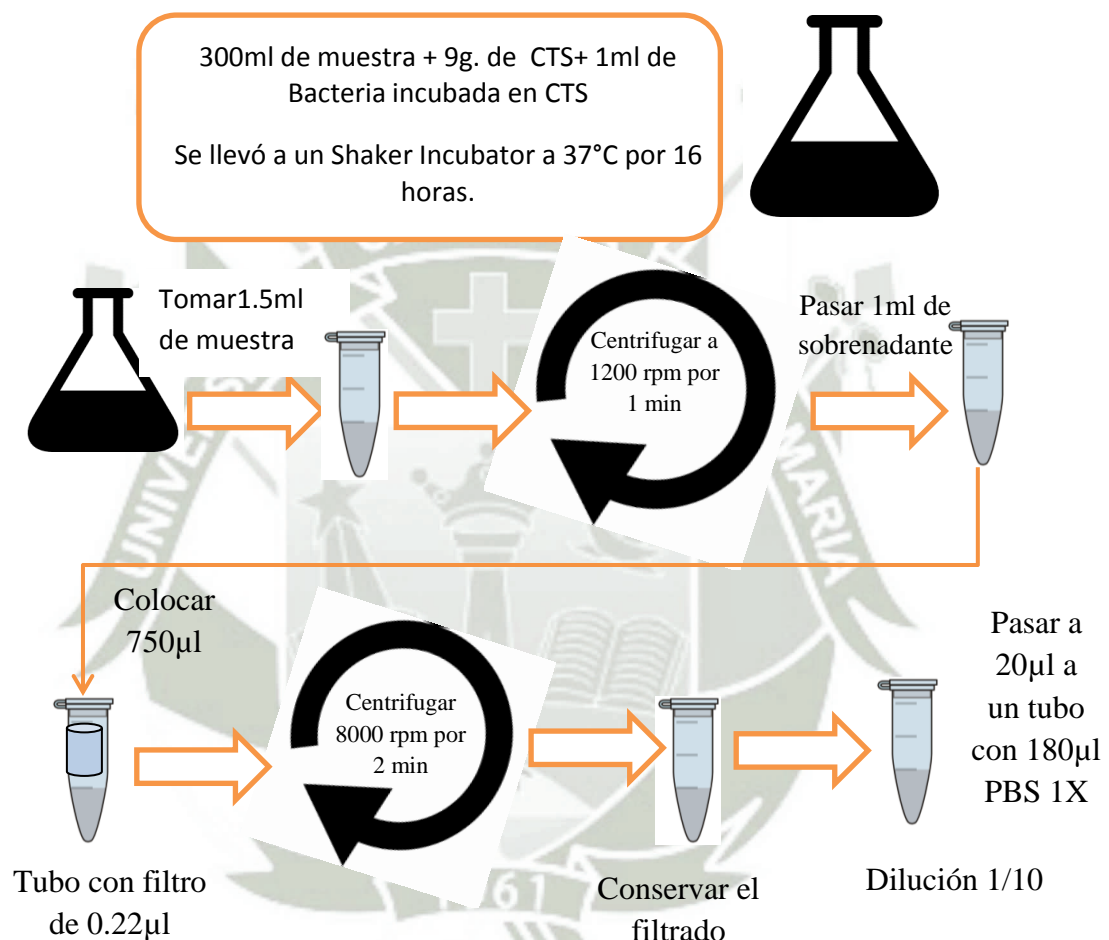 300ml de muestra + 9g. de CTS+ 1ml de
Bacteria incubada en CTS
Se llevó a un Shaker Incubator a 37°C por 16
horas.
Tomar1.5ml
de muestra
Centrifugar a
1200 rpm por
1 min
Pasar 1ml de
sobrenadante
Colocar
750µl
Centrifugar
8000 rpm por
2 min
Pasar a
20µl a
un tubo
con 180µl
PBS 1X
Tubo con filtro
de 0.22µl
Conservar el
filtrado
Dilución 1/10
MARIA
61